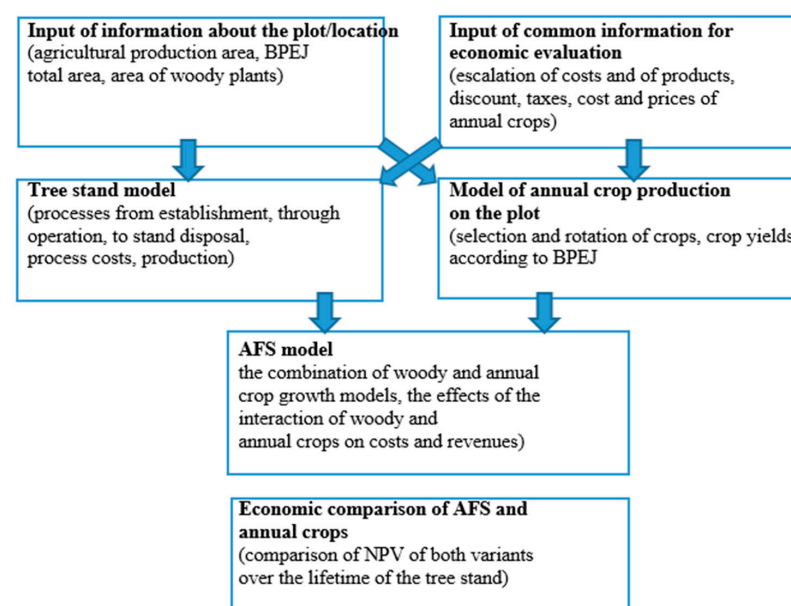 Input of information about the plot/location
(agricultural production area, BPEJ
total area, area of woody plants)
Input of common information for
economic evaluation
(escalation of costs and of products,
discount, taxes, cost and prices of
annual crops)
Tree stand model
(processes from establishment, through
operation, to stand disposal,
process costs, production)
Model of annual crop production
on the plot
(selection and rotation of crops, crop yields
according to BPEJ
AFS model
the combination of woody and annual
crop growth models, the effects of the
interaction of woody and
annual crops on costs and revenues)
Economic comparison of AFS and
annual crops
(comparison of NPV of both variants
over the lifetime of the tree stand)